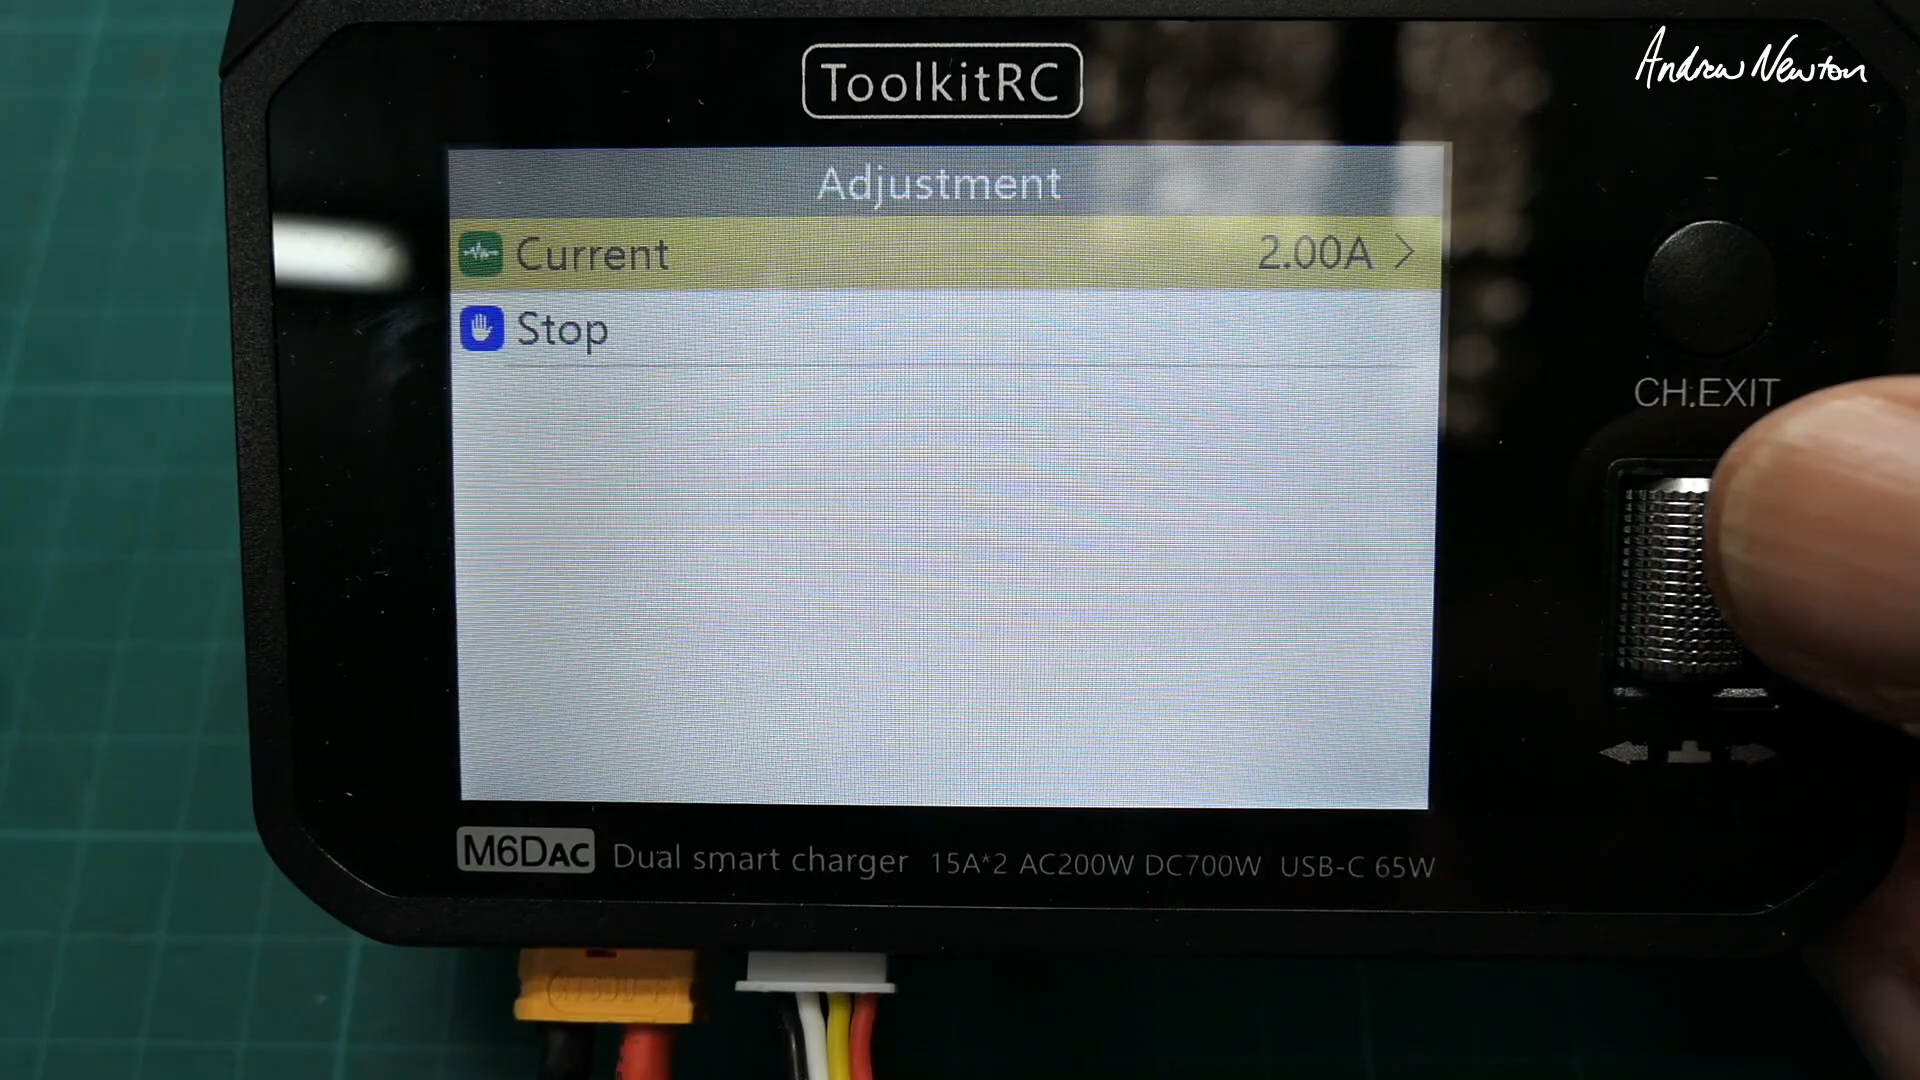 Andrew Newton
ToolkitRC
Adjustment
Current 2.00A >
Stop
CH:EXIT
M6DAC Dual smart charger 15A*2 AC200W DC700W USB-C 65W